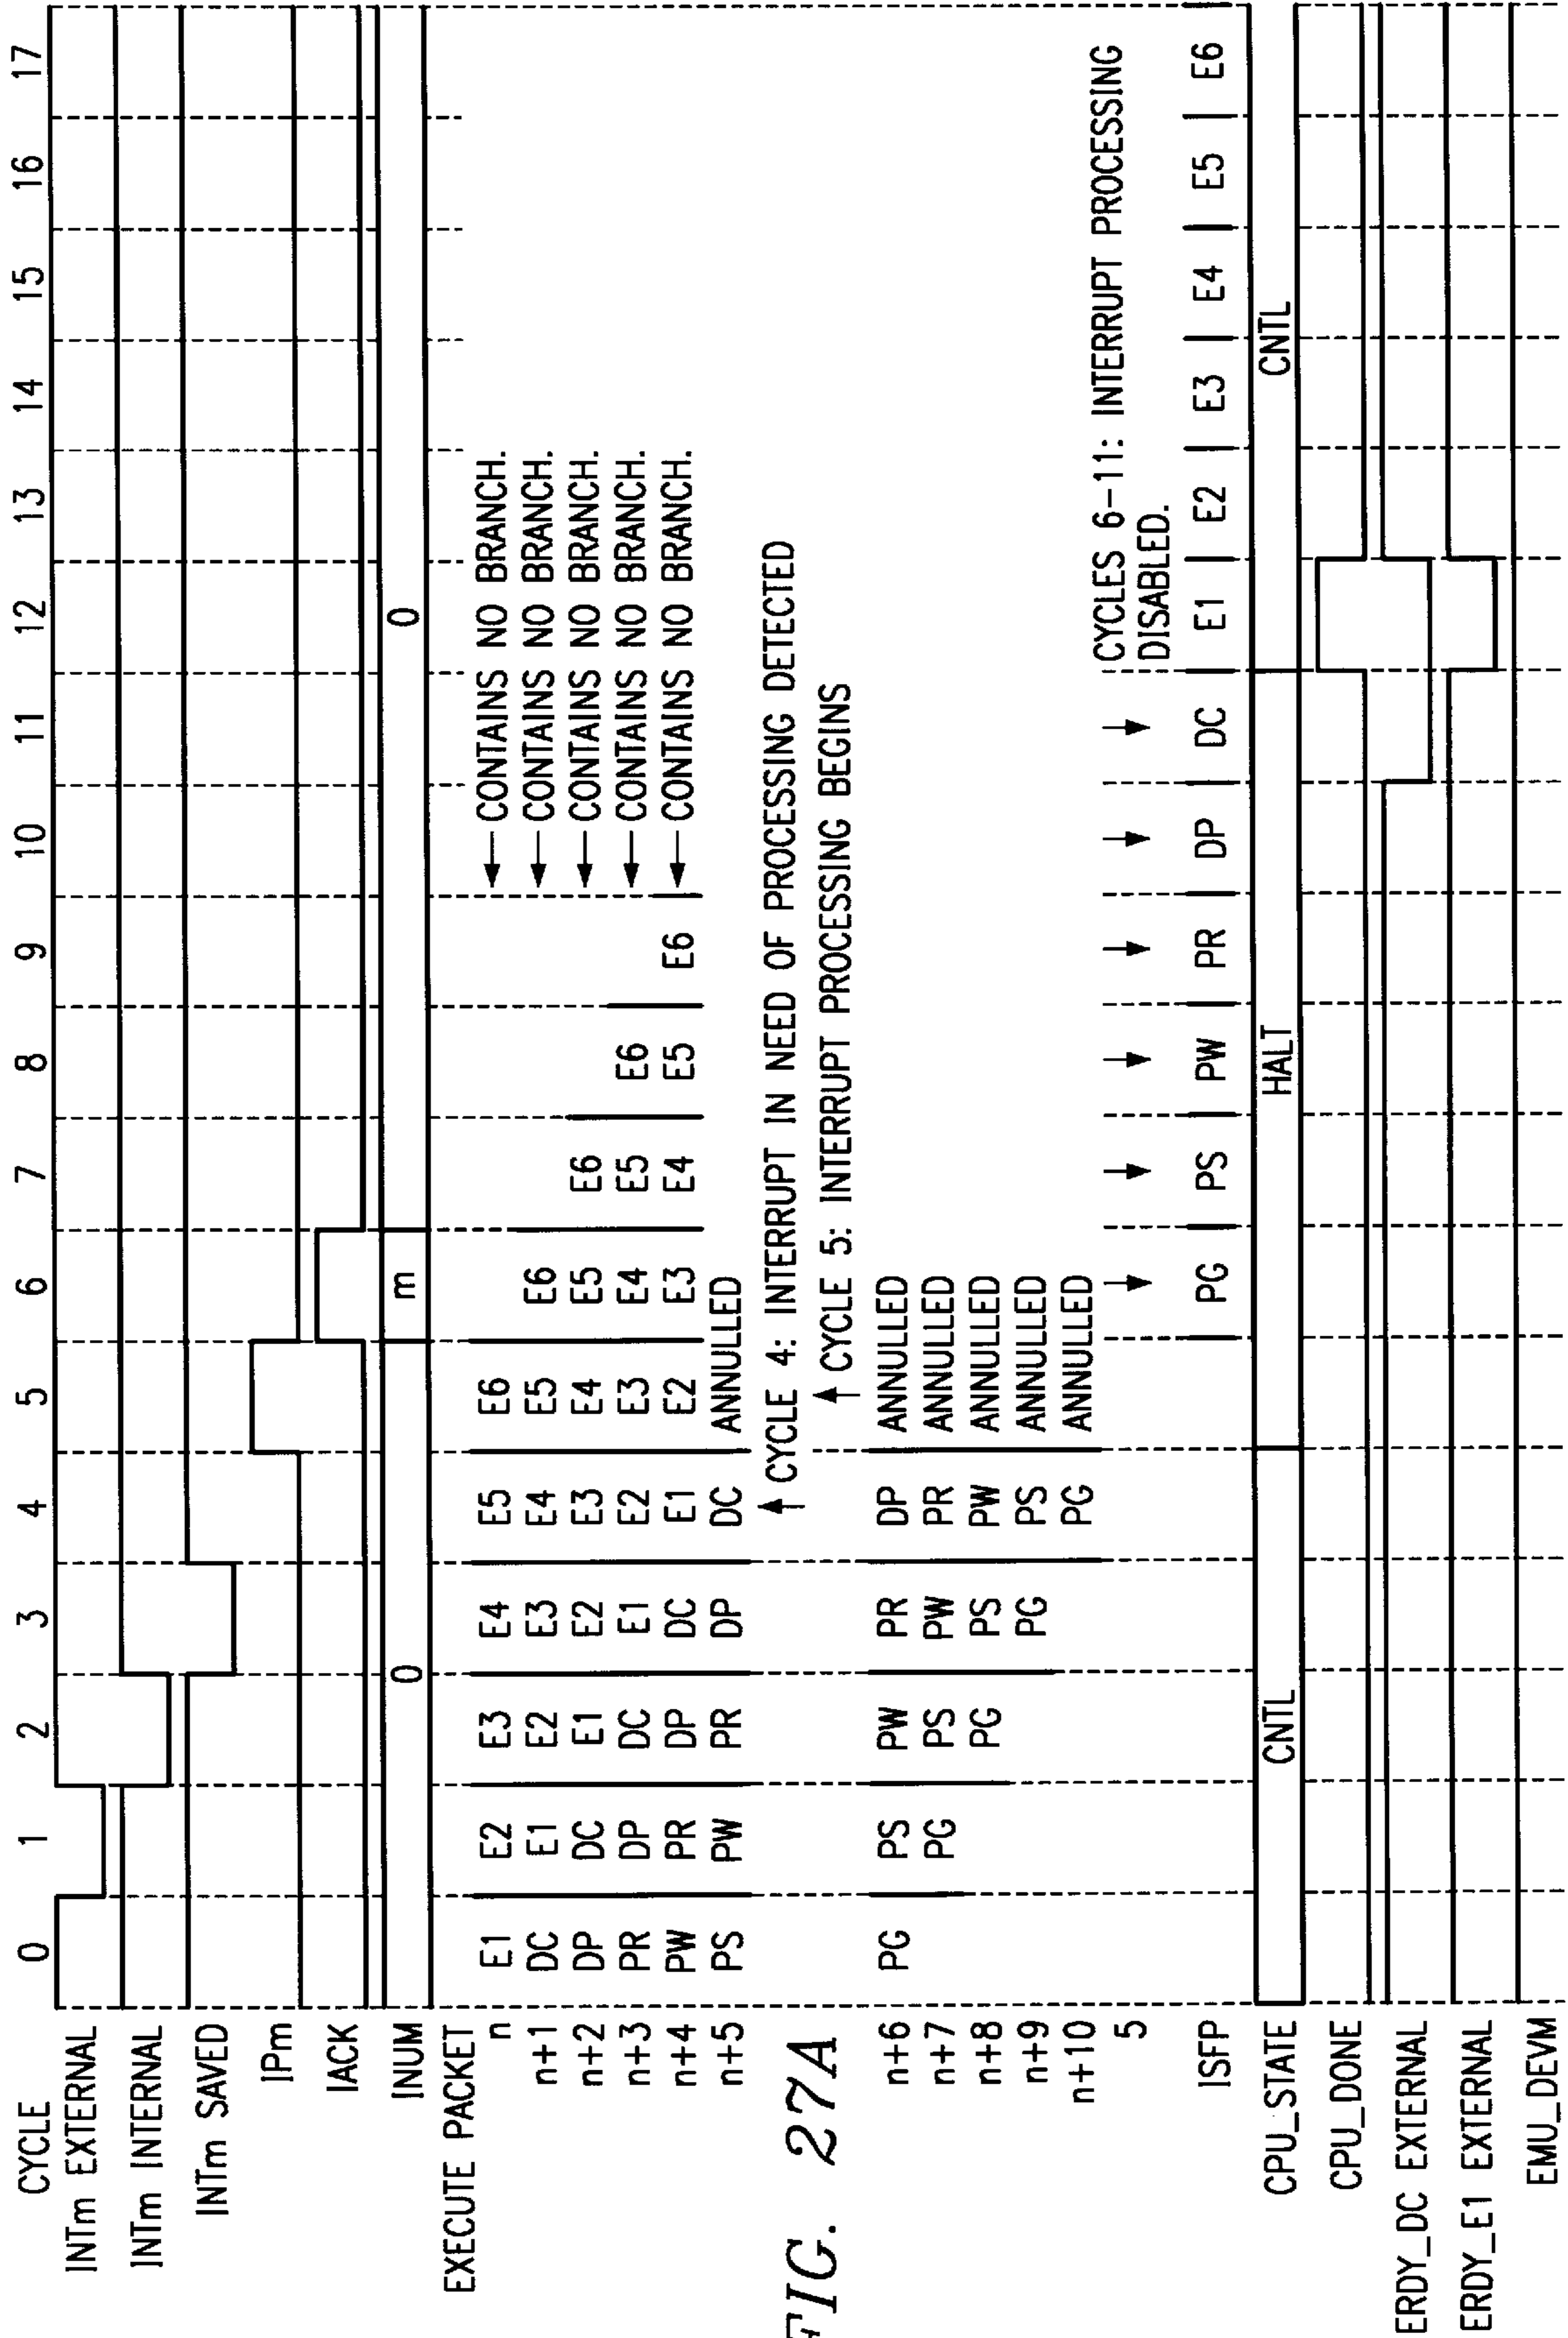 CYCLE 0 1 2 3 4 5 6 7 8 9 10 11 12 13 14 15 16 17
INTm EXTERNAL
INTm INTERNAL
INTm SAVED
IPm
IACK
INUM 0 m 0
EXECUTE PACKET
n E1 E2 E3 E4 E5 E6 CONTAINS NO BRANCH.
n+1 DC E1 E2 E3 E4 E5 E6 CONTAINS NO BRANCH.
n+2 DP DC E1 E2 E3 E4 E5 E6 CONTAINS NO BRANCH.
n+3 PR DP DC E1 E2 E3 E4 E5 E6 CONTAINS NO BRANCH.
n+4 PW PR DP DC E1 E2 E3 E4 E5 E6 CONTAINS NO BRANCH.
n+5 PS PW PR DP DC ANNULLED
CYCLE 4: INTERRUPT IN NEED OF PROCESSING DETECTED
FIG. 27A
CYCLE 5: INTERRUPT PROCESSING BEGINS
n+6 PG PS PW PR DP ANNULLED
n+7 PG PS PW PR ANNULLED
n+8 PG PS PW ANNULLED
n+9 PG PS ANNULLED
n+10 PG ANNULLED
5
CYCLES 6-11: INTERRUPT PROCESSING
DISABLED.
ISFP PG PS PW PR DP DC E1 E2 E3 E4 E5 E6
CPU_STATE CNTL HALT CNTL
CPU_DONE
ERDY_DC EXTERNAL
ERDY_E1 EXTERNAL
EMU_DEVM